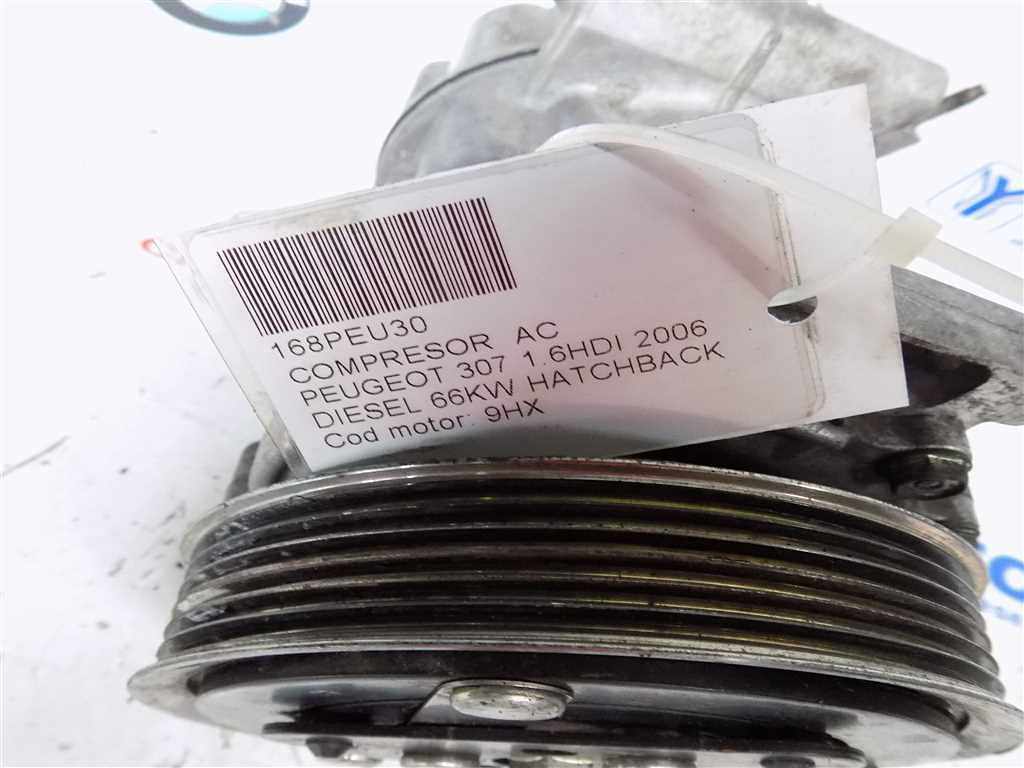 168PEU30
COMPRESOR AC
PEUGEOT 307 1.6HDI 2006
DIESEL 66KW HATCHBACK
Cod motor: 9HX